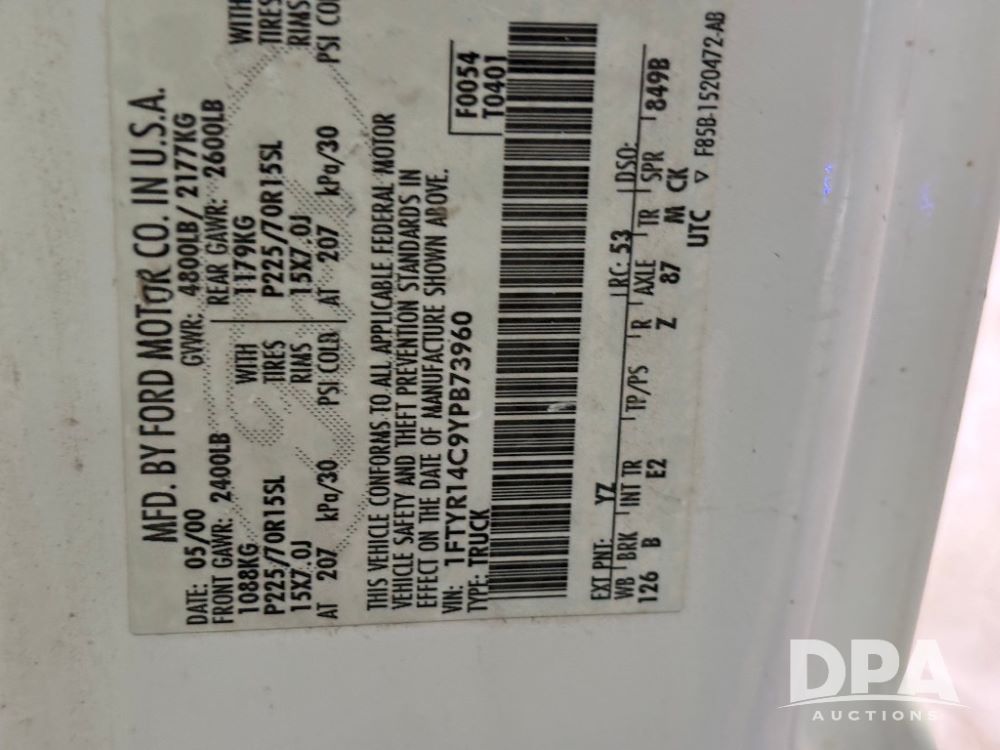 MFD. BY FORD MOTOR CO. IN U.S.A.
DATE: 05/00 GVWR: 4800LB/ 2177KG
FRONT GAWR: 2400LB REAR GAWR: 2600LB
1088KG WITH 1179KG WITH
P225/70R15SL TIRES P225/70R15SL TIRES
15X7.0J RIMS 15X7.0J RIMS
AT 207 kPa/30 PSI COLD AT 207 kPa/30 PSI
THIS VEHICLE CONFORMS TO ALL APPLICABLE FEDERAL MOTOR
VEHICLE SAFETY AND THEFT PREVENTION STANDARDS IN
EFFECT ON THE DATE OF MANUFACTURE SHOWN ABOVE.
VIN: 1FTYR14C9YPB73960 F0054
TYPE: TRUCK T0401
EXT PNT: YZ RC: 53 DSO:
WB BRK INT TR TP/PS R AXLE TR SPR 849B
126 B E2 Z 87 M CK
UTC ▽ F85B-1520472-AB
DPA
AUCTIONS